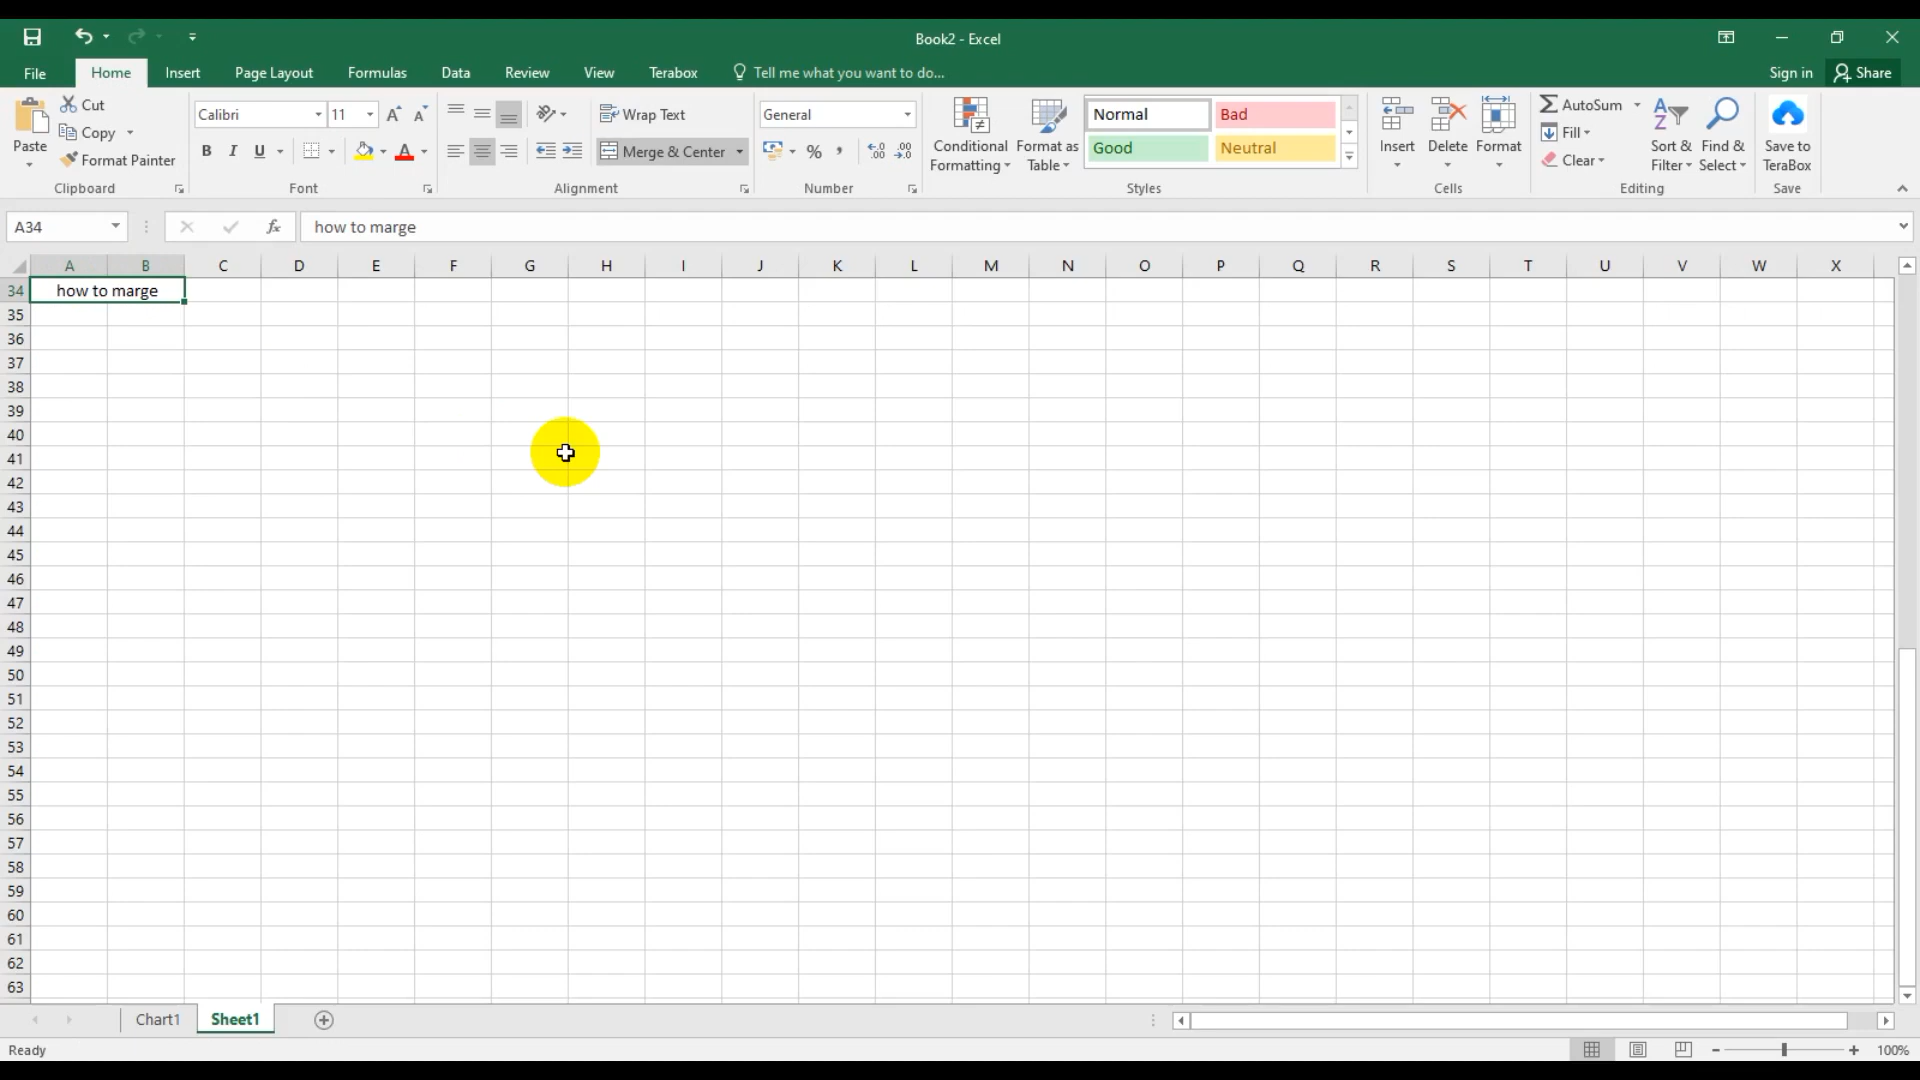 Book2 - Excel
File Home Insert Page Layout Formulas Data Review View Terabox Tell me what you want to do... Sign in Share
Paste Cut Copy Format Painter Clipboard
Calibri 11 B I U A Font
Wrap Text Merge & Center Alignment
General % , Number
Conditional Formatting Format as Table Normal Bad Good Neutral Styles
Insert Delete Format Cells
AutoSum Fill Clear Sort & Filter Find & Select Editing
Save to TeraBox Save
A34 fx how to marge
A B C D E F G H I J K L M N O P Q R S T U V W X
34 how to marge
35
36
37
38
39
40
41
42
43
44
45
46
47
48
49
50
51
52
53
54
55
56
57
58
59
60
61
62
63
Chart1 Sheet1
Ready 100%